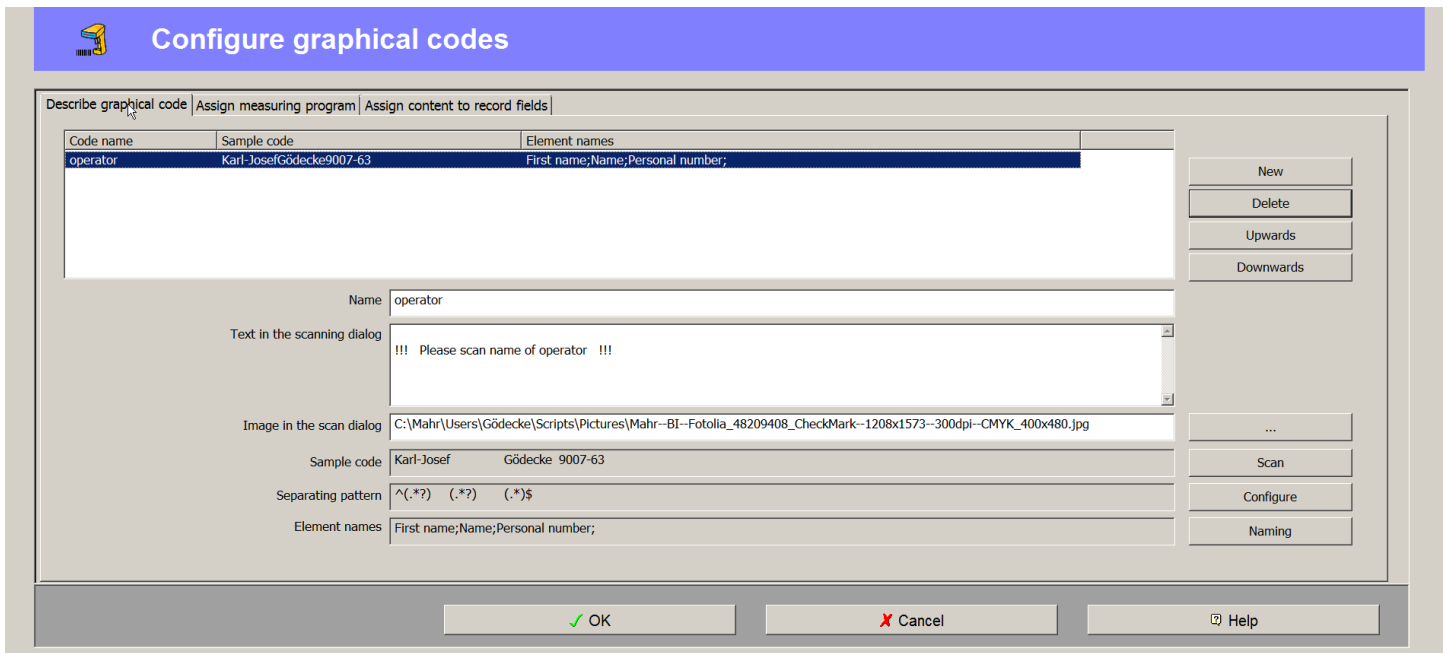 Configure graphical codes
Describe graphical code Assign measuring program Assign content to record fields
Code name Sample code Element names
operator Karl-JosefGödecke9007-63 First name;Name;Personal number;
New
Delete
Upwards
Downwards
Name operator
Text in the scanning dialog
!!! Please scan name of operator !!!
Image in the scan dialog C:\Mahr\Users\Gödecke\Scripts\Pictures\Mahr--BI--Fotolia_48209408_CheckMark--1208x1573--300dpi--CMYK_400x480.jpg ...
Sample code Karl-Josef Gödecke 9007-63 Scan
Separating pattern ^(.*?) (.*?) (.*)$ Configure
Element names First name;Name;Personal number; Naming
OK Cancel Help